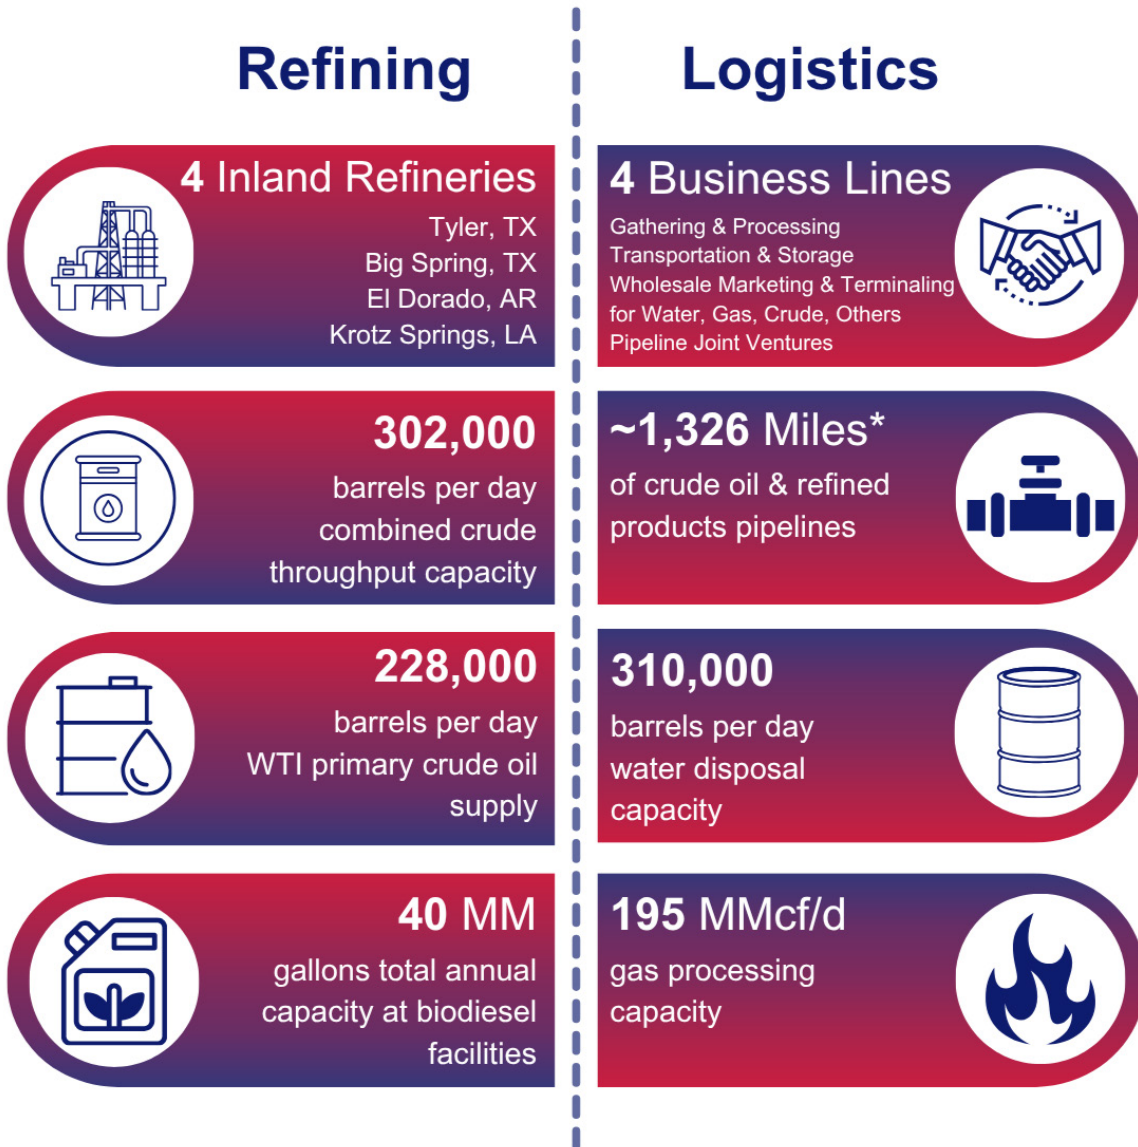 Refining
4 Inland Refineries
Tyler, TX
Big Spring, TX
El Dorado, AR
Krotz Springs, LA
302,000
barrels per day
combined crude
throughput capacity
228,000
barrels per day
WTI primary crude oil
supply
40 MM
gallons total annual
capacity at biodiesel
facilities
Logistics
4 Business Lines
Gathering & Processing
Transportation & Storage
Wholesale Marketing & Terminaling
for Water, Gas, Crude, Others
Pipeline Joint Ventures
~1,326 Miles*
of crude oil & refined
products pipelines
310,000
barrels per day
water disposal
capacity
195 MMcf/d
gas processing
capacity